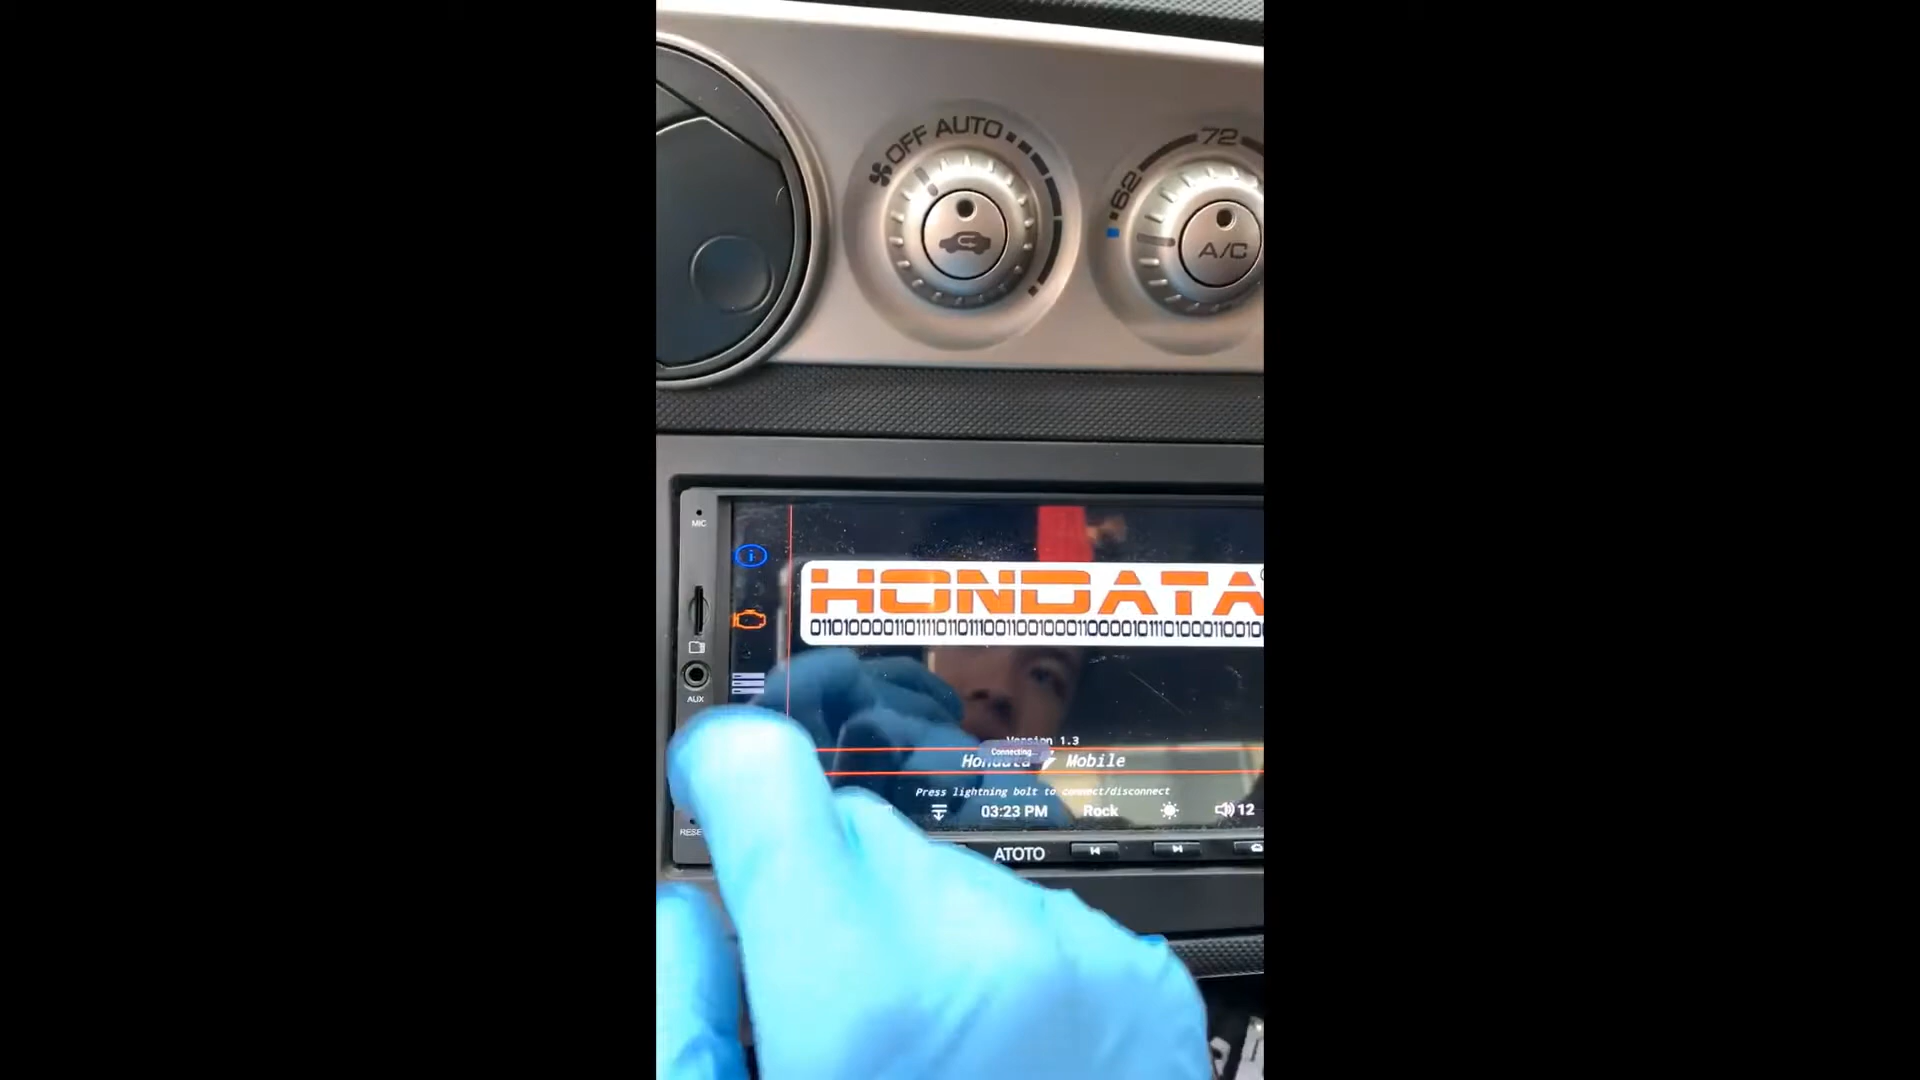 OFF AUTO
72
62
A/C
MIC
HONDATA
AUX
Version 1.3
Connecting...
Hondata Mobile
Press lightning bolt to connect/disconnect
03:23 PM Rock 12
ATOTO